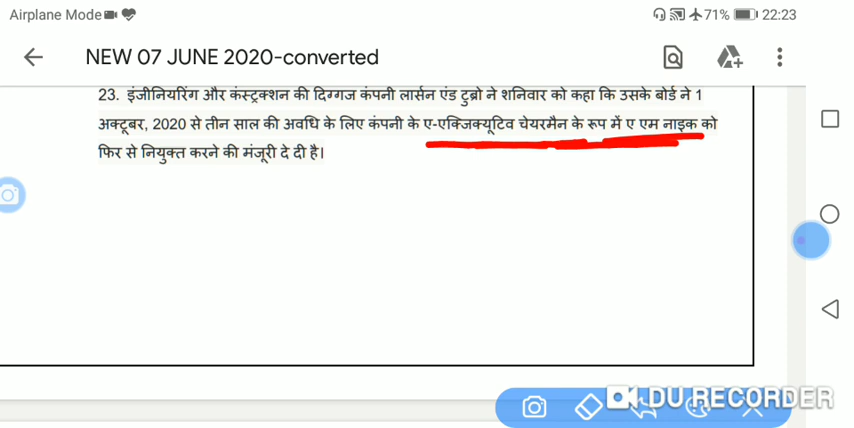 Airplane Mode 71% 22:23
NEW 07 JUNE 2020-converted
23. इंजीनियरिंग और कंस्ट्रक्शन की दिग्गज कंपनी लार्सन एंड टुब्रो ने शनिवार को कहा कि उसके बोर्ड ने 1
अक्टूबर, 2020 से तीन साल की अवधि के लिए कंपनी के ए-एक्जिक्यूटिव चेयरमैन के रूप में ए एम नाइक को
फिर से नियुक्त करने की मंजूरी दे दी है।
DU RECORDER